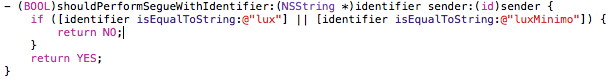 - (BOOL)shouldPerformSegueWithIdentifier:(NSString *)identifier sender:(id)sender {
    if ([identifier isEqualToString:@"lux"] || [identifier isEqualToString:@"luxMinimo"]) {
        return NO;
    }
    return YES;
}